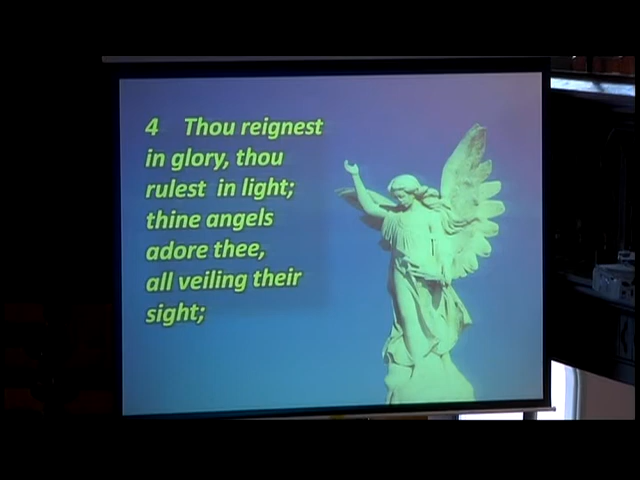 4 Thou reignest
in glory, thou
rulest in light;
thine angels
adore thee,
all veiling their
sight;